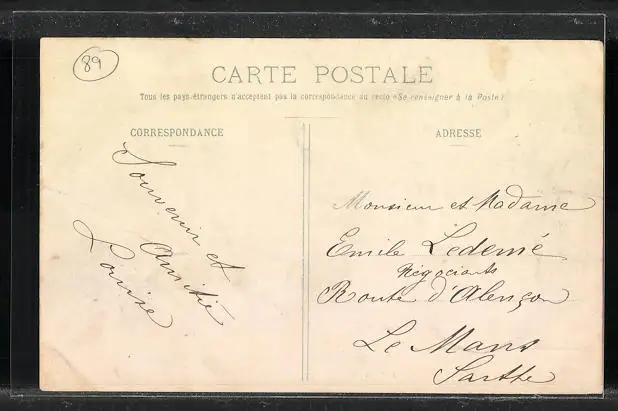 89
CARTE POSTALE
Tous les pays étrangers n'acceptent pas la correspondance au recto (Se renseigner à la Poste)
CORRESPONDANCE
ADRESSE
Souvenir et
Amitié
Louise
Monsieur et Madame
Emile Ledemé
Négociants
Route d'Alençon
Le Mans
Sarthe